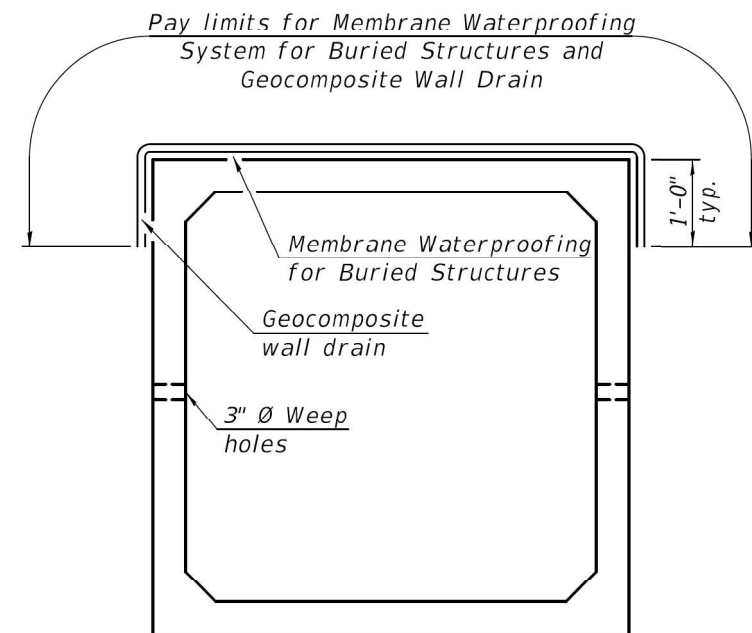 Pay limits for Membrane Waterproofing
System for Buried Structures and
Geocomposite Wall Drain
1'-0"
typ.
Membrane Waterproofing
for Buried Structures
Geocomposite
wall drain
3" Ø Weep
holes